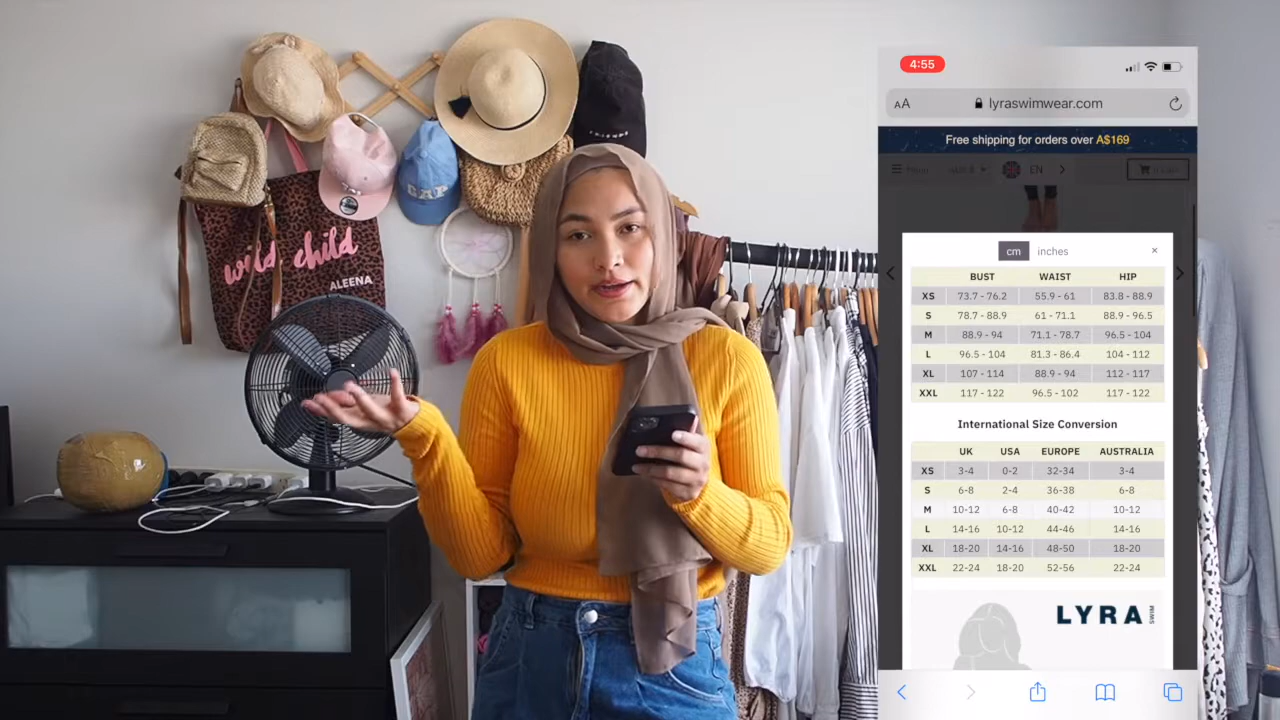 FRIENDS
GAP
wild child
ALEENA
4:55
AA
lyraswimwear.com
Free shipping for orders over A$169
EN
cm inches ×
BUST WAIST HIP
XS 73.7 - 76.2 55.9 - 61 83.8 - 88.9
S 78.7 - 88.9 61 - 71.1 88.9 - 96.5
M 88.9 - 94 71.1 - 78.7 96.5 - 104
L 96.5 - 104 81.3 - 86.4 104 - 112
XL 107 - 114 88.9 - 94 112 - 117
XXL 117 - 122 96.5 - 102 117 - 122
International Size Conversion
UK USA EUROPE AUSTRALIA
XS 3-4 0-2 32-34 3-4
S 6-8 2-4 36-38 6-8
M 10-12 6-8 40-42 10-12
L 14-16 10-12 44-46 14-16
XL 18-20 14-16 48-50 18-20
XXL 22-24 18-20 52-56 22-24
LYRA SWIM